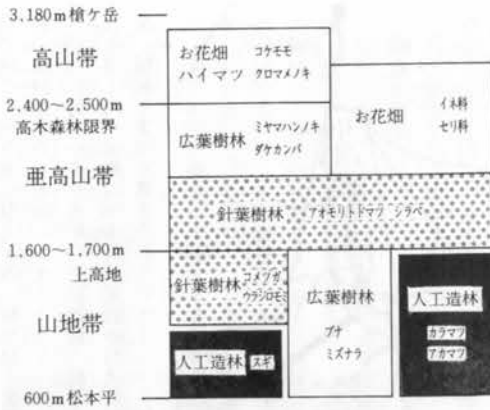 3,180m槍ケ岳
高山帯
お花畑 コケモモ
ハイマツ クロマメノキ
2,400～2,500m
高木森林限界
お花畑 イネ科
セリ科
広葉樹林 ミヤマハンノキ
ダケカンバ
亜高山帯
針葉樹林 アオモリトドマツ シラベ
1,600～1,700m
上高地
針葉樹林 コメツガ
ウラジロモミ
広葉樹林
ブナ
ミズナラ
人工造林
カラマツ
アカマツ
山地帯
人工造林 スギ
600m松本平